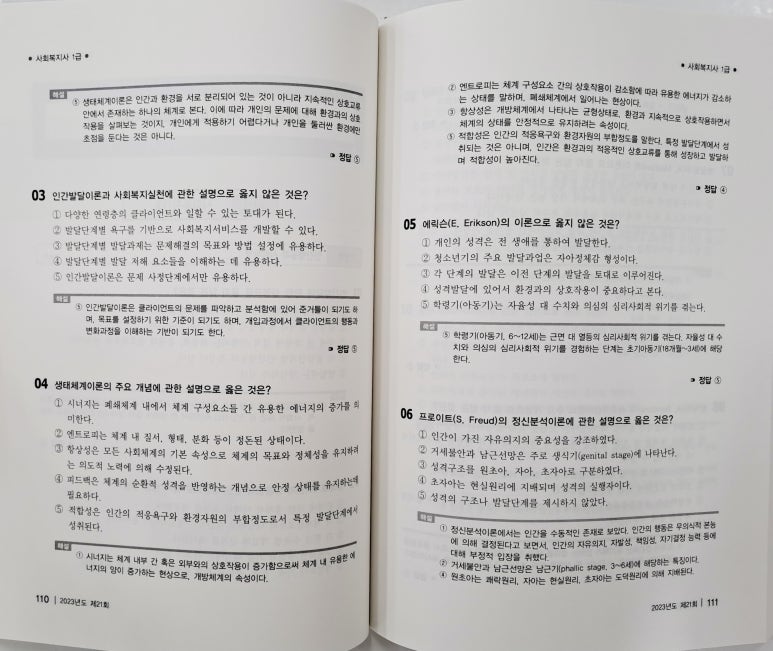 • 사회복지사 1급 •
해설
⑤ 생태체계이론은 인간과 환경을 서로 분리되어 있는 것이 아니라 지속적인 상호교류
안에서 존재하는 하나의 체계로 본다. 이에 따라 개인의 문제에 대해 환경과의 상호
작용을 살펴보는 것이지, 개인에게 적용하기 어렵다거나 개인을 둘러싼 환경에만
초점을 둔다는 것은 아니다.
정답 ⑤
03 인간발달이론과 사회복지실천에 관한 설명으로 옳지 않은 것은?
① 다양한 연령층의 클라이언트와 일할 수 있는 토대가 된다.
② 발달단계별 욕구를 기반으로 사회복지서비스를 개발할 수 있다.
③ 발달단계별 발달과제는 문제해결의 목표와 방법 설정에 유용하다.
④ 발달단계별 발달 저해 요소들을 이해하는 데 유용하다.
⑤ 인간발달이론은 문제 사정단계에서만 유용하다.
해설
⑤ 인간발달이론은 클라이언트의 문제를 파악하고 분석함에 있어 준거틀이 되기도 하
며, 목표를 설정하기 위한 기준이 되기도 하며, 개입과정에서 클라이언트의 행동과
변화과정을 이해하는 기반이 되기도 한다.
정답 ⑤
04 생태체계이론의 주요 개념에 관한 설명으로 옳은 것은?
① 시너지는 폐쇄체계 내에서 체계 구성요소들 간 유용한 에너지의 증가를 의
미한다.
② 엔트로피는 체계 내 질서, 형태, 분화 등이 정돈된 상태이다.
③ 항상성은 모든 사회체계의 기본 속성으로 체계의 목표와 정체성을 유지하려
는 의도적 노력에 의해 수정된다.
④ 피드백은 체계의 순환적 성격을 반영하는 개념으로 안정 상태를 유지하는데
필요하다.
⑤ 적합성은 인간의 적응욕구와 환경자원의 부합정도로서 특정 발달단계에서
성취된다.
해설
① 시너지는 체계 내부 간 혹은 외부와의 상호작용이 증가함으로써 체계 내 유용한 에
너지의 양이 증가하는 현상으로, 개방체계의 속성이다.
110 | 2023년도 제21회
• 사회복지사 1급 •
② 엔트로피는 체계 구성요소 간의 상호작용이 감소함에 따라 유용한 에너지가 감소하
는 상태를 말하며, 폐쇄체계에서 일어나는 현상이다.
③ 항상성은 개방체계에서 나타나는 균형상태로, 환경과 지속적으로 상호작용하면서
체계의 상태를 안정적으로 유지하려는 속성이다.
⑤ 적합성은 인간의 적응욕구와 환경자원의 부합정도를 말한다. 특정 발달단계에서 성
취되는 것은 아니며, 인간은 환경과의 적응적인 상호교류를 통해 성장하고 발달하
며 적합성이 높아진다.
정답 ④
05 에릭슨(E. Erikson)의 이론으로 옳지 않은 것은?
① 개인의 성격은 전 생애를 통하여 발달한다.
② 청소년기의 주요 발달과업은 자아정체감 형성이다.
③ 각 단계의 발달은 이전 단계의 발달을 토대로 이루어진다.
④ 성격발달에 있어서 환경과의 상호작용이 중요하다고 본다.
⑤ 학령기(아동기)는 자율성 대 수치와 의심의 심리사회적 위기를 겪는다.
해설
⑤ 학령기(아동기, 6~12세)는 근면 대 열등의 심리사회적 위기를 겪는다. 자율성 대 수
치와 의심의 심리사회적 위기를 경험하는 단계는 초기아동기(18개월~3세)에 해당
한다.
정답 ⑤
06 프로이트(S. Freud)의 정신분석이론에 관한 설명으로 옳은 것은?
① 인간이 가진 자유의지의 중요성을 강조하였다.
② 거세불안과 남근선망은 주로 생식기(genital stage)에 나타난다.
③ 성격구조를 원초아, 자아, 초자아로 구분하였다.
④ 초자아는 현실원리에 지배되며 성격의 실행자이다.
⑤ 성격의 구조나 발달단계를 제시하지 않았다.
해설
① 정신분석이론에서는 인간을 수동적인 존재로 보았다. 인간의 행동은 무의식적 본능
에 의해 결정된다고 보면서, 인간의 자유의지, 자발성, 책임성, 자기결정 능력 등에
대해 부정적 입장을 취했다.
② 거세불안과 남근선망은 남근기(phallic stage, 3~6세)에 해당하는 특징이다.
④ 원초아는 쾌락원리, 자아는 현실원리, 초자아는 도덕원리에 의해 지배된다.
2023년도 제21회 | 111